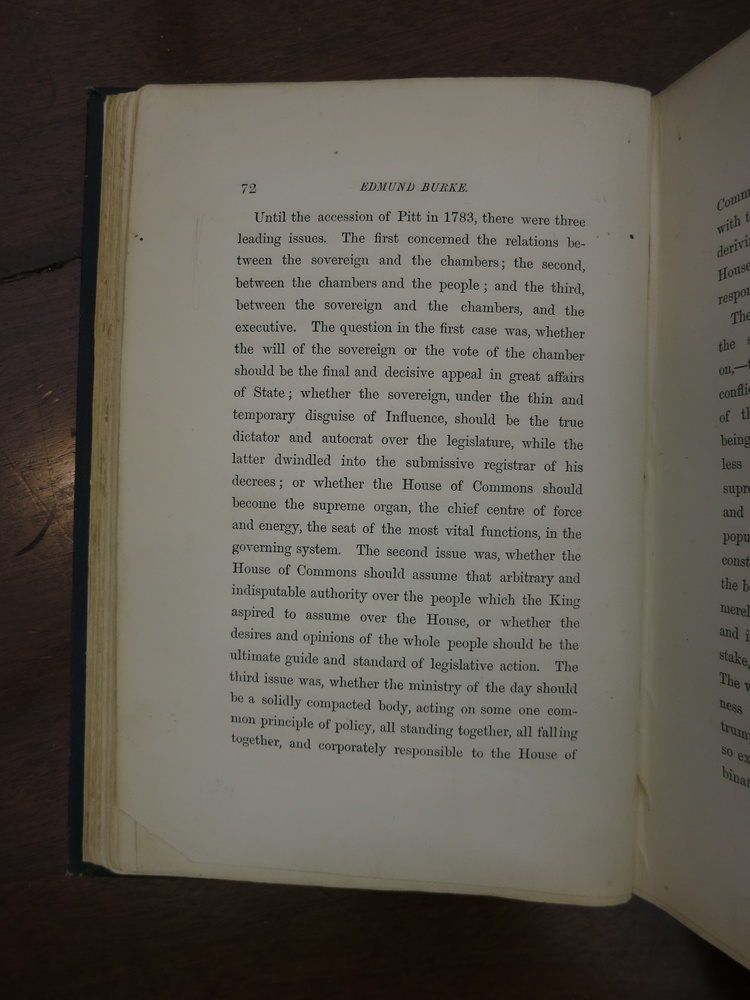 72 EDMUND BURKE.
Until the accession of Pitt in 1783, there were three
leading issues. The first concerned the relations be-
tween the sovereign and the chambers; the second,
between the chambers and the people; and the third,
between the sovereign and the chambers, and the
executive. The question in the first case was, whether
the will of the sovereign or the vote of the chamber
should be the final and decisive appeal in great affairs
of State; whether the sovereign, under the thin and
temporary disguise of Influence, should be the true
dictator and autocrat over the legislature, while the
latter dwindled into the submissive registrar of his
decrees; or whether the House of Commons should
become the supreme organ, the chief centre of force
and energy, the seat of the most vital functions, in the
governing system. The second issue was, whether the
House of Commons should assume that arbitrary and
indisputable authority over the people which the King
aspired to assume over the House, or whether the
desires and opinions of the whole people should be the
ultimate guide and standard of legislative action. The
third issue was, whether the ministry of the day should
be a solidly compacted body, acting on some one com-
mon principle of policy, all standing together, all falling
together, and corporately responsible to the House of
Comm
with t
derivi
House
respon
The
the s
on,—t
confli
of th
being
less
supre
and
popu
const
the b
merel
and i
stake,
The v
ness
trum
so ex
binat